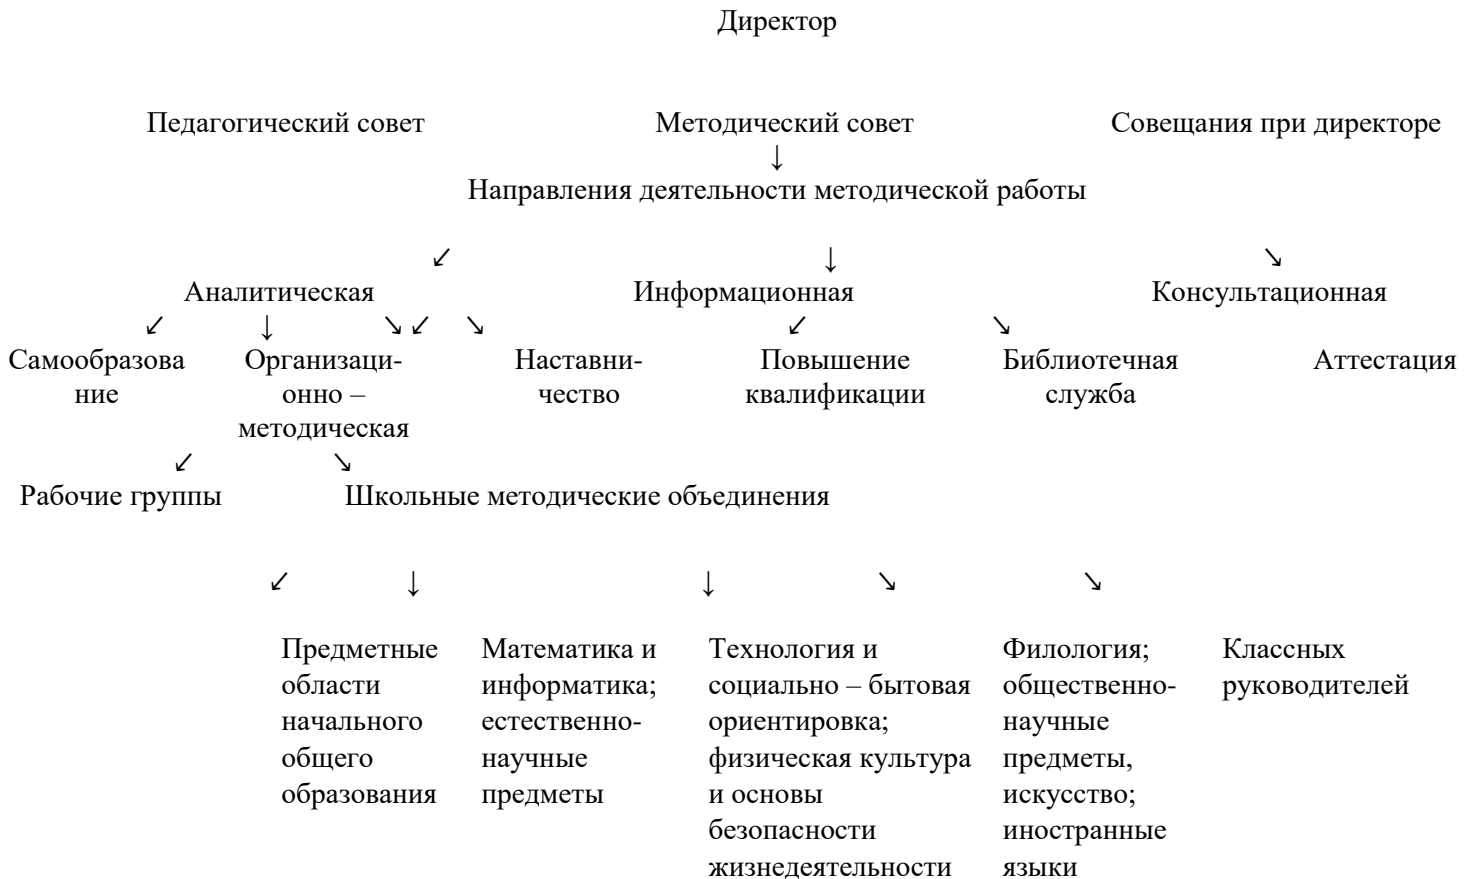 Директор
Педагогический совет Методический совет Совещания при директоре
↓
Направления деятельности методической работы
↙ ↓ ↘
Аналитическая Информационная Консультационная
↙ ↓ ↘ ↙ ↘ ↙ ↘
Самообразова
ние
Организаци-
онно –
методическая
Наставни-
чество
Повышение
квалификации
Библиотечная
служба
Аттестация
↙ ↘
Рабочие группы Школьные методические объединения
↙ ↓ ↓ ↘ ↘
Предметные
области
начального
общего
образования
Математика и
информатика;
естественно-
научные
предметы
Технология и
социально – бытовая
ориентировка;
физическая культура
и основы
безопасности
жизнедеятельности
Филология;
общественно-
научные
предметы,
искусство;
иностранные
языки
Классных
руководителей